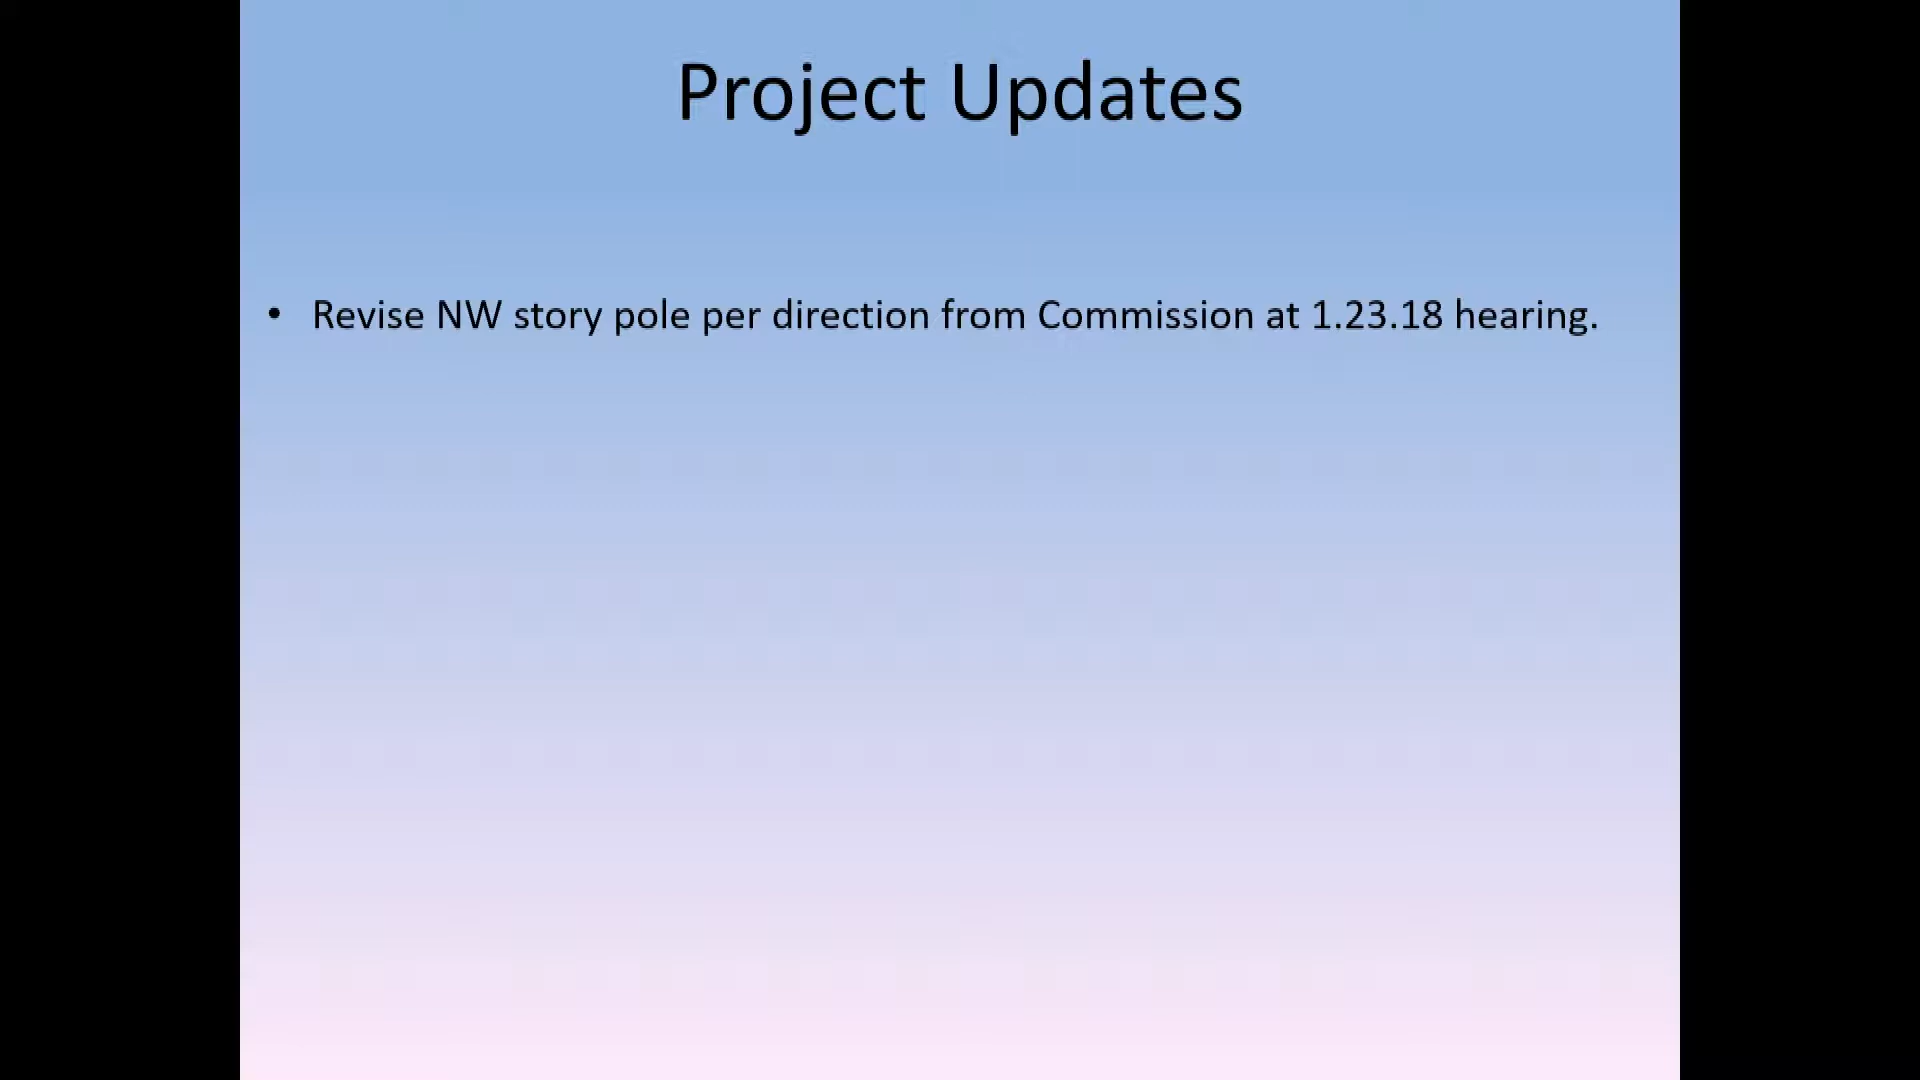 Project Updates
• Revise NW story pole per direction from Commission at 1.23.18 hearing.